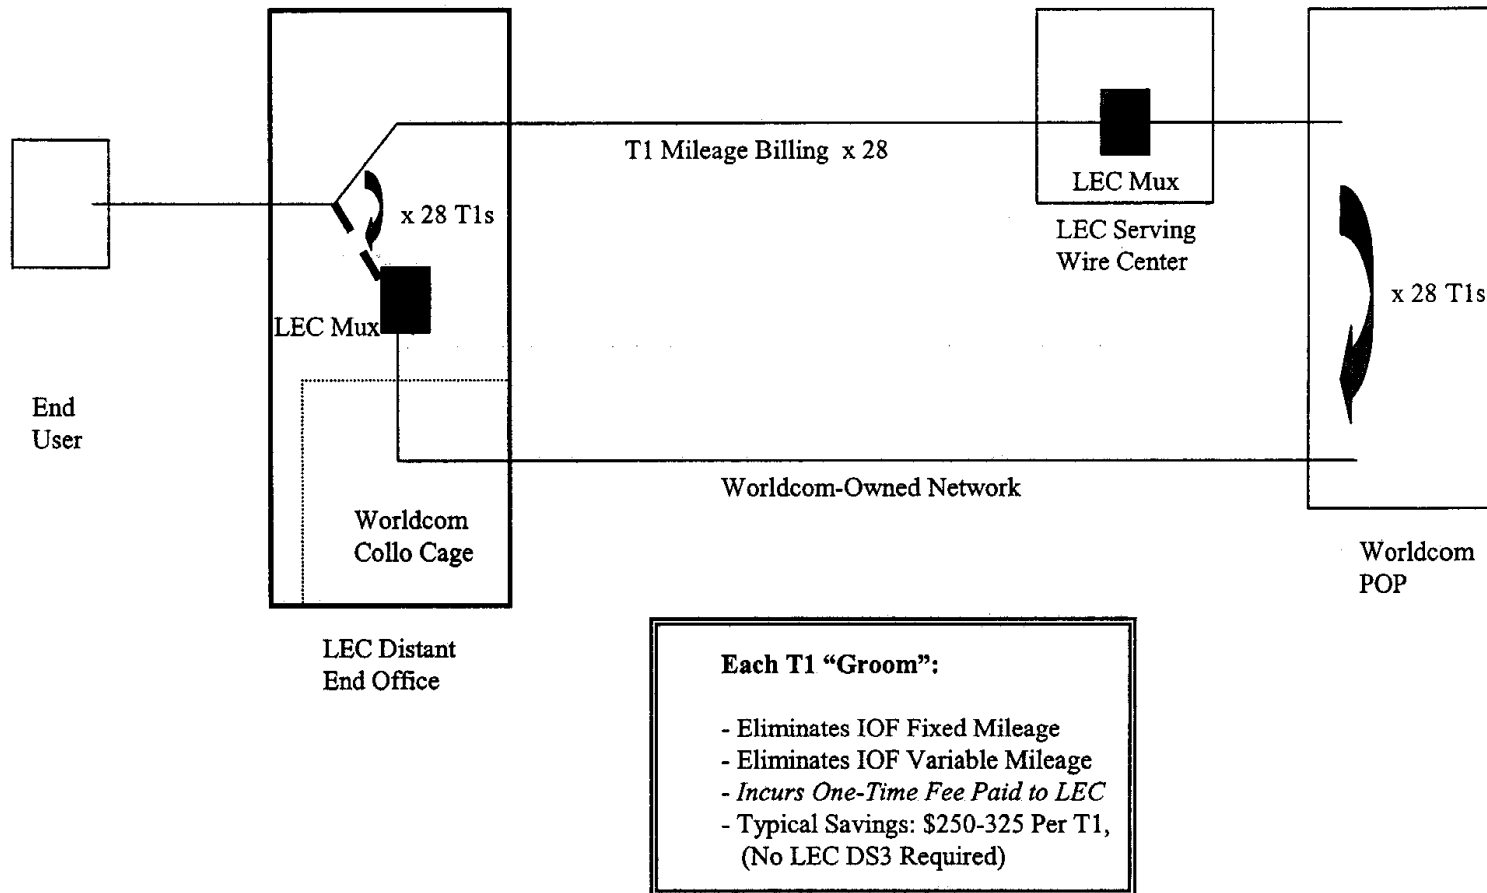 T1 Mileage Billing x 28
LEC Mux
x 28 T1s
LEC Serving
Wire Center
x 28 T1s
LEC Mux
End
User
Worldcom-Owned Network
Worldcom
Collo Cage
Worldcom
POP
LEC Distant
End Office
Each T1 “Groom”:
- Eliminates IOF Fixed Mileage
- Eliminates IOF Variable Mileage
- Incurs One-Time Fee Paid to LEC
- Typical Savings: $250-325 Per T1,
(No LEC DS3 Required)